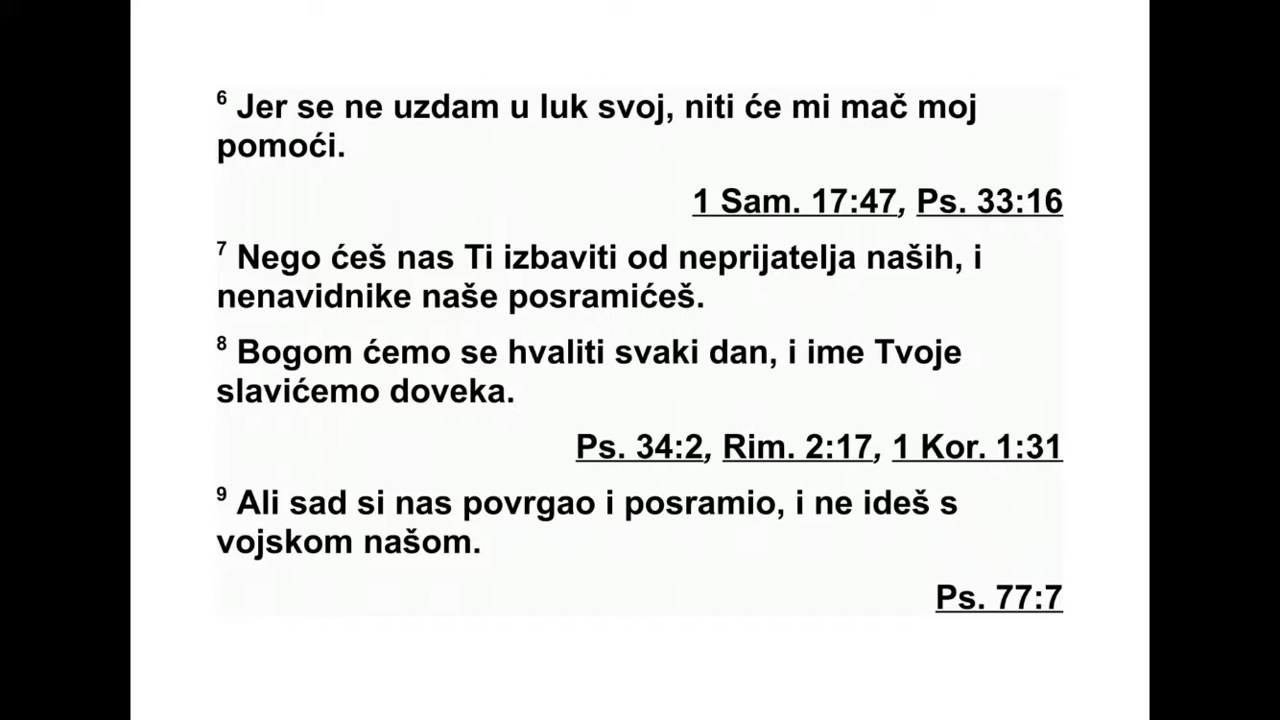 6 Jer se ne uzdam u luk svoj, niti će mi mač moj
pomoći.
1 Sam. 17:47, Ps. 33:16
7 Nego ćeš nas Ti izbaviti od neprijatelja naših, i
nenavidnike naše posramićeš.
8 Bogom ćemo se hvaliti svaki dan, i ime Tvoje
slavićemo doveka.
Ps. 34:2, Rim. 2:17, 1 Kor. 1:31
9 Ali sad si nas povrgao i posramio, i ne ideš s
vojskom našom.
Ps. 77:7